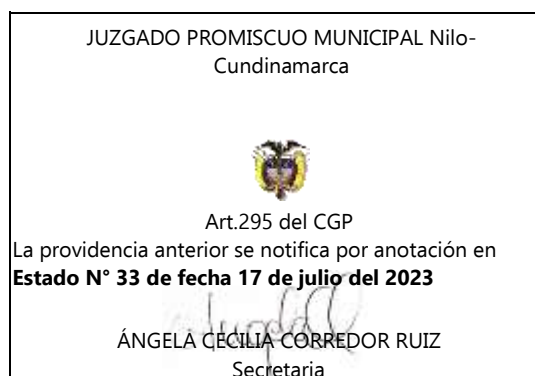 JUZGADO PROMISCUO MUNICIPAL Nilo-
Cundinamarca
Art.295 del CGP
La providencia anterior se notifica por anotación en
Estado N° 33 de fecha 17 de julio del 2023
ÁNGELA CECILIA CORREDOR RUIZ
Secretaria